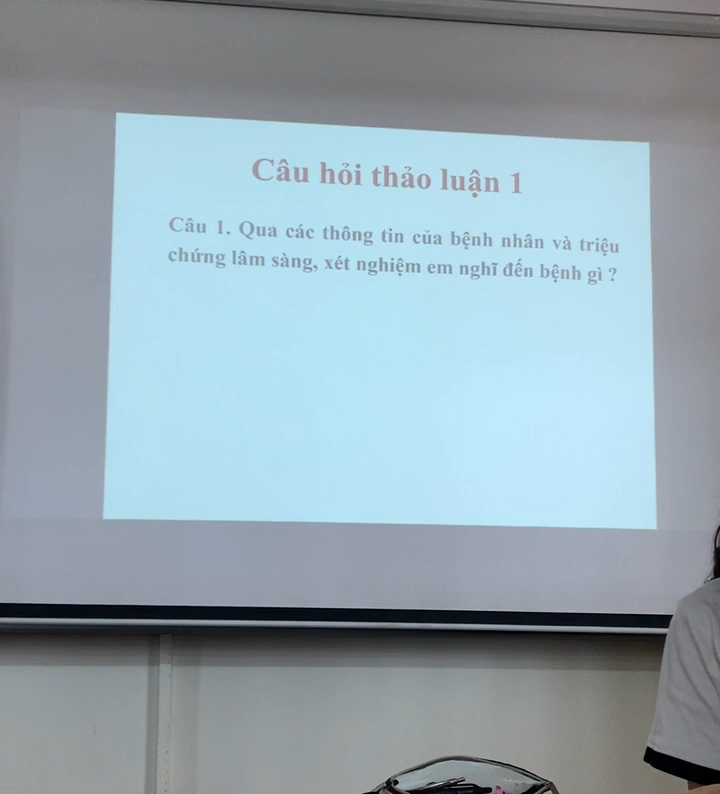 Câu hỏi thảo luận 1
Câu 1. Qua các thông tin của bệnh nhân và triệu
chứng lâm sàng, xét nghiệm em nghĩ đến bệnh gì ?